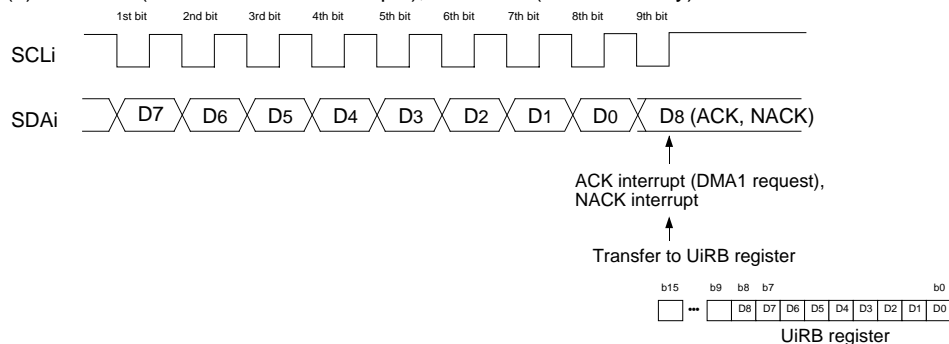 1st bit 2nd bit 3rd bit 4th bit 5th bit 6th bit 7th bit 8th bit 9th bit
SCLi
SDAi D7 D6 D5 D4 D3 D2 D1 D0 D8 (ACK, NACK)
ACK interrupt (DMA1 request),
NACK interrupt
Transfer to UiRB register
b15 b9 b8 b7 b0
••• D8 D7 D6 D5 D4 D3 D2 D1 D0
UiRB register